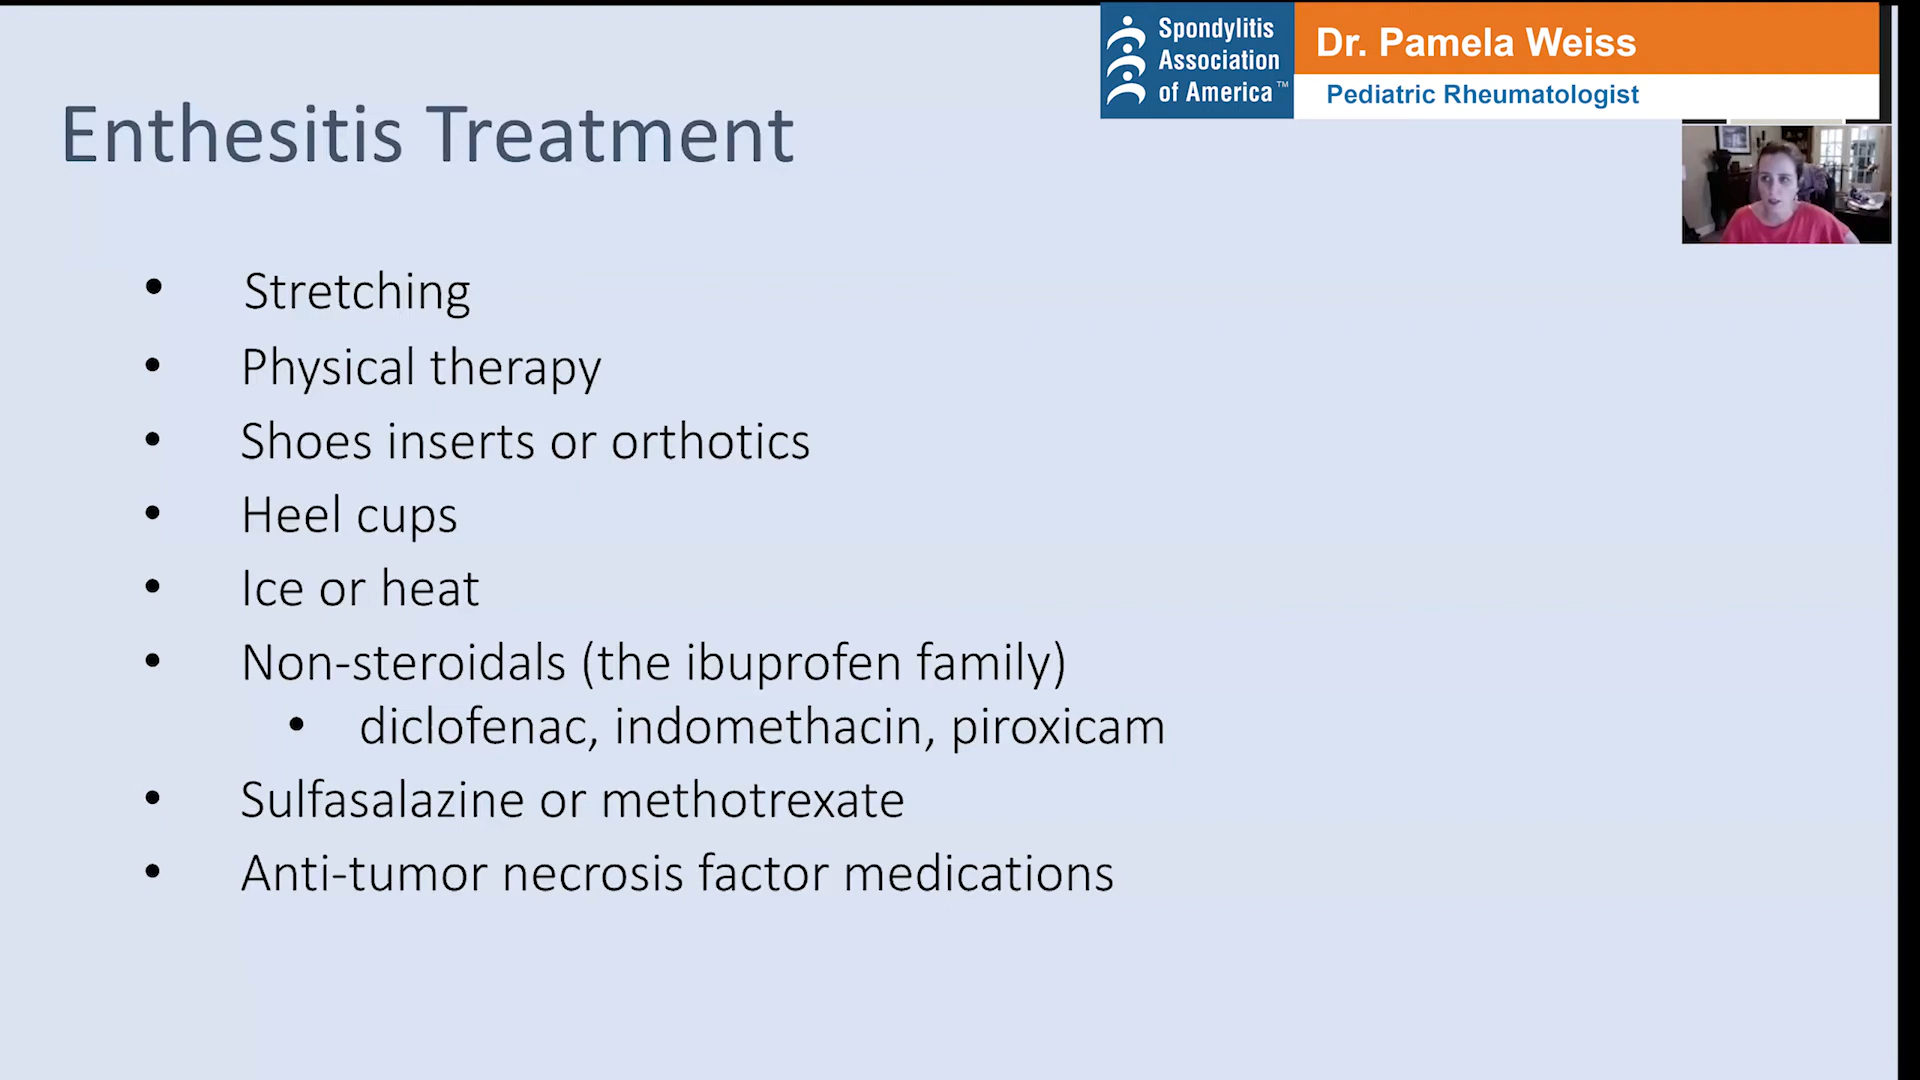 Spondylitis
Association
of America™
Dr. Pamela Weiss
Pediatric Rheumatologist
Enthesitis Treatment
• Stretching
• Physical therapy
• Shoes inserts or orthotics
• Heel cups
• Ice or heat
• Non-steroidals (the ibuprofen family)
• diclofenac, indomethacin, piroxicam
• Sulfasalazine or methotrexate
• Anti-tumor necrosis factor medications